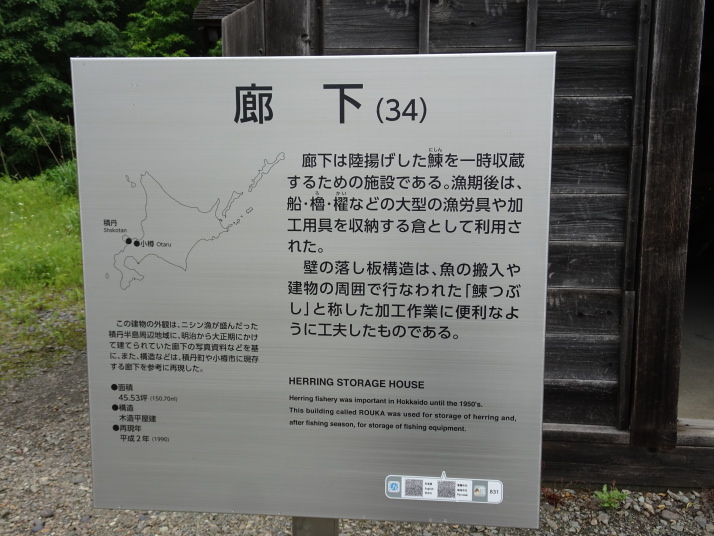 廊下 (34)
廊下は陸揚げした鰊を一時収蔵
にしん
するための施設である。漁期後は、
ろ かい
船・櫓・櫂などの大型の漁労具や加
工用具を収納する倉として利用さ
れた。
壁の落し板構造は、魚の搬入や
建物の周囲で行なわれた「鰊つぶ
し」と称した加工作業に便利なよ
うに工夫したものである。
積丹
Shakotan
小樽 Otaru
この建物の外観は、ニシン漁が盛んだった
積丹半島周辺地域に、明治から大正期にかけ
て建てられていた廊下の写真資料などを基
に、また、構造などは、積丹町や小樽市に現存
する廊下を参考に再現した。
●面積
45.53坪 (150.70㎡)
●構造
木造平屋建
●再現年
平成2年 (1990)
HERRING STORAGE HOUSE
Herring fishery was important in Hokkaido until the 1950's.
This building called ROUKA was used for storage of herring and,
after fishing season, for storage of fishing equipment.
831